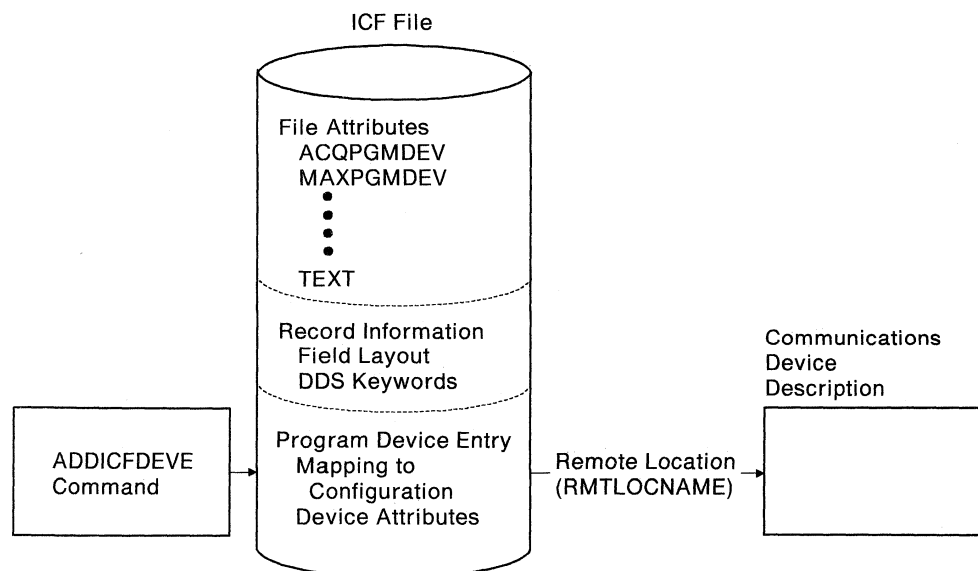 ICF File
File Attributes
ACQPGMDEV
MAXPGMDEV
TEXT
Record Information
Field Layout
DDS Keywords
ADDICFDEVE
Command
Program Device Entry
Mapping to
Configuration
Device Attributes
Remote Location
(RMTLOCNAME)
Communications
Device
Description